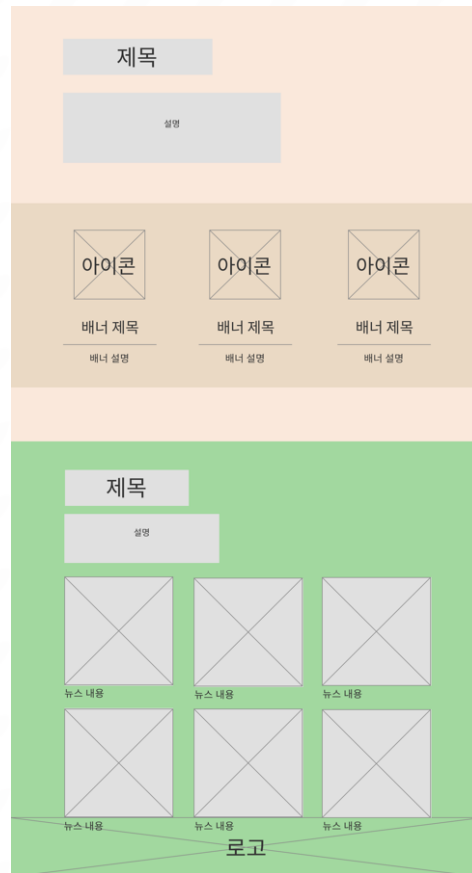 제목
설명
아이콘 아이콘 아이콘
배너 제목 배너 제목 배너 제목
배너 설명 배너 설명 배너 설명
제목
설명
뉴스 내용 뉴스 내용 뉴스 내용
뉴스 내용 뉴스 내용 뉴스 내용
로고